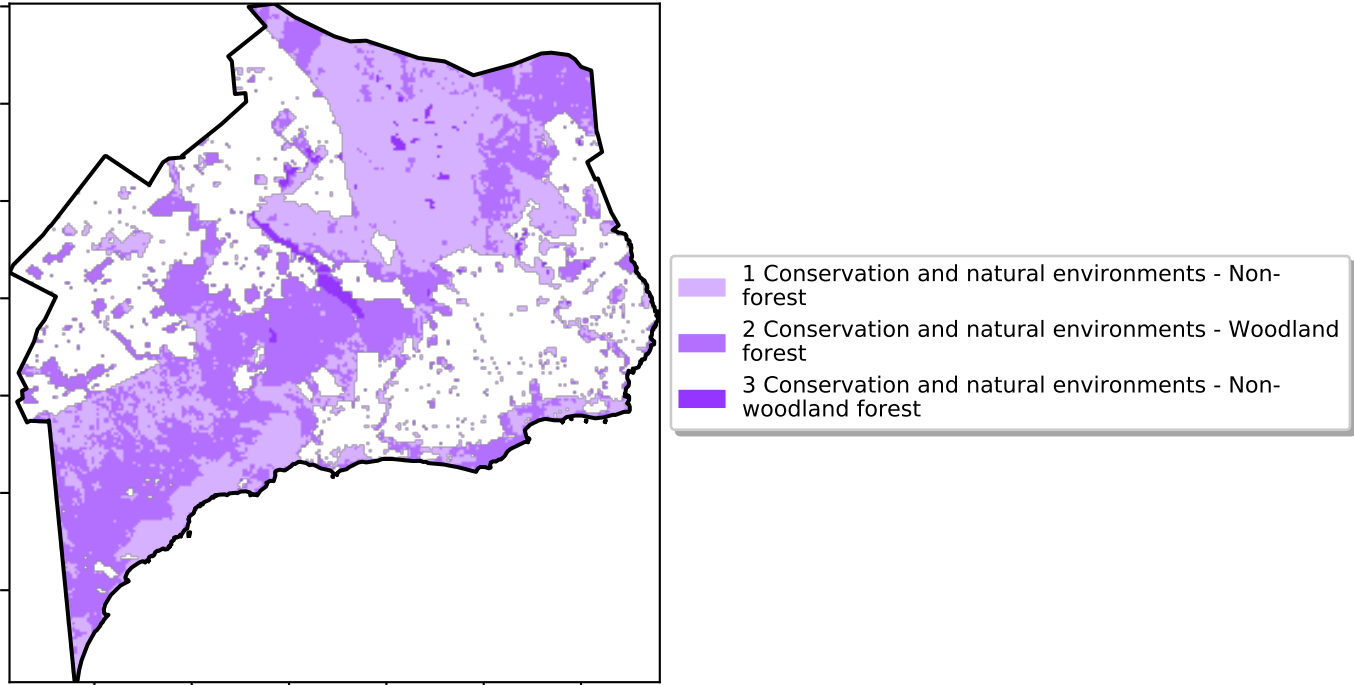 1 Conservation and natural environments - Non-
forest
2 Conservation and natural environments - Woodland
forest
3 Conservation and natural environments - Non-
woodland forest